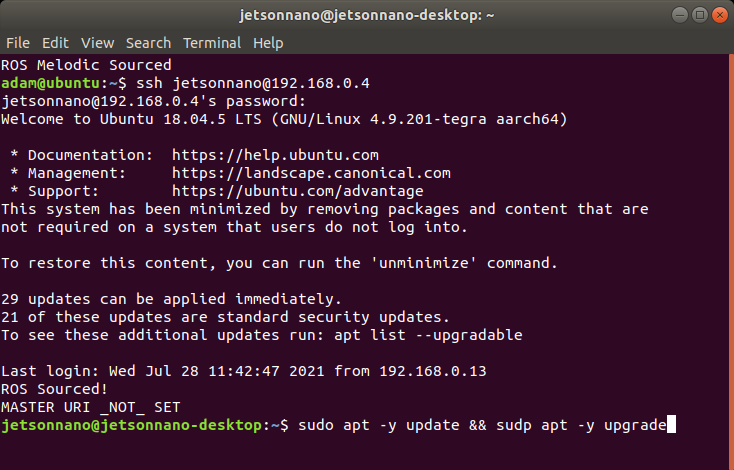 jetsonnano@jetsonnano-desktop: ~
File Edit View Search Terminal Help
ROS Melodic Sourced
adam@ubuntu:~$ ssh jetsonnano@192.168.0.4
jetsonnano@192.168.0.4's password:
Welcome to Ubuntu 18.04.5 LTS (GNU/Linux 4.9.201-tegra aarch64)

 * Documentation:  https://help.ubuntu.com
 * Management:     https://landscape.canonical.com
 * Support:        https://ubuntu.com/advantage
This system has been minimized by removing packages and content that are
not required on a system that users do not log into.

To restore this content, you can run the 'unminimize' command.

29 updates can be applied immediately.
21 of these updates are standard security updates.
To see these additional updates run: apt list --upgradable

Last login: Wed Jul 28 11:42:47 2021 from 192.168.0.13
ROS Sourced!
MASTER URI _NOT_ SET
jetsonnano@jetsonnano-desktop:~$ sudo apt -y update && sudp apt -y upgrade